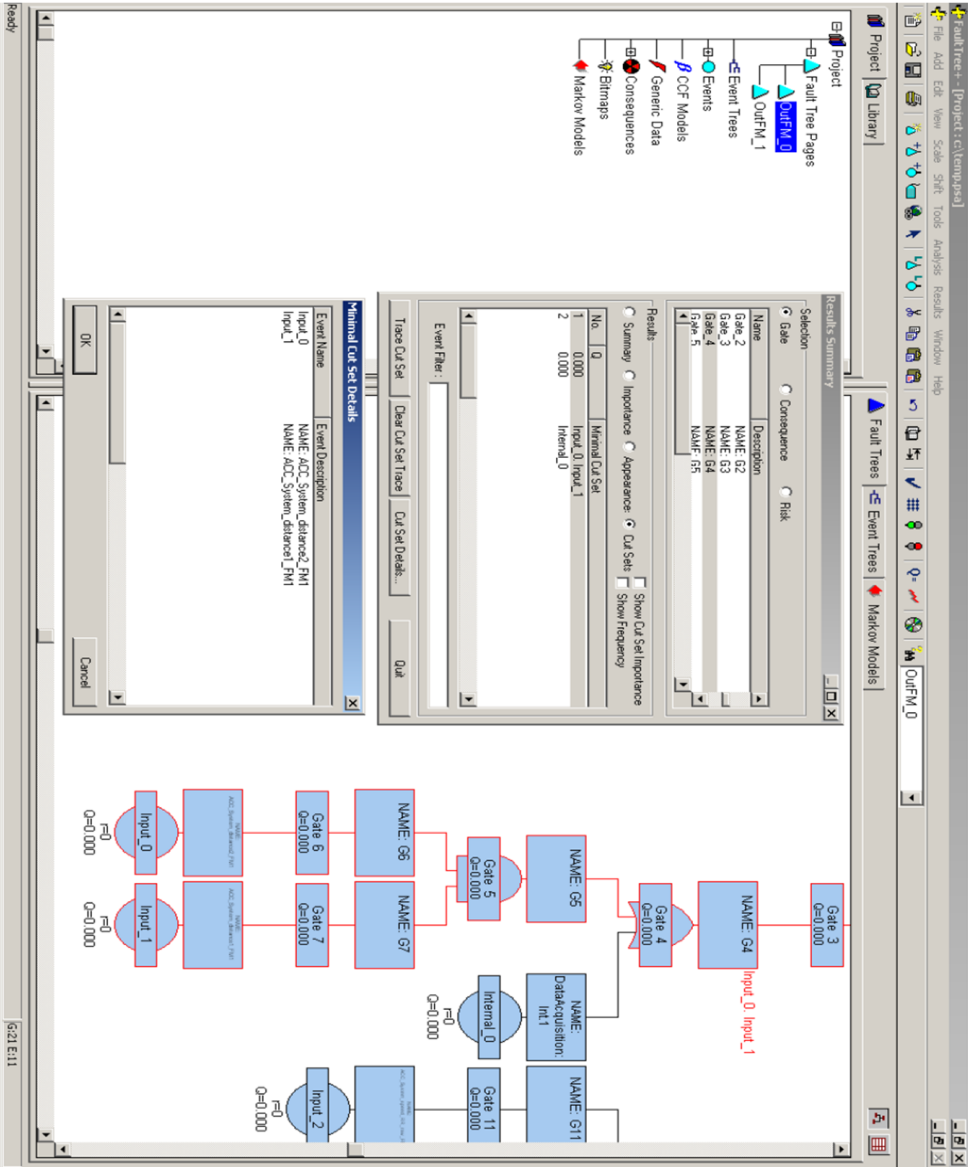 FaultTree+ - [Project : c:\temp.psa]
File Add Edit View Scale Shift Tools Analysis Results Window Help
OutFM_0
Project Library
Project
Fault Tree Pages
OutFM_0
OutFM_1
Event Trees
Events
CCF Models
Generic Data
Consequences
Bitmaps
Markov Models
Fault Trees Event Trees Markov Models
Results Summary
Selection
Gate Consequence Risk
Name Description
Gate_2 NAME: G2
Gate_3 NAME: G3
Gate_4 NAME: G4
Gate_5 NAME: G5
Results
Summary Importance Appearance Cut Sets
Show Cut Set Importance
Show Frequency
No. Q Minimal Cut Set
1 0.000 Input_0. Input_1
2 0.000 Internal_0
Event Filter :
Trace Cut Set Clear Cut Set Trace Cut Set Details... Quit
Minimal Cut Set Details
Event Name Event Description
Input_0 NAME: ACC_System_distance2_FM1
Input_1 NAME: ACC_System_distance1_FM1
OK Cancel
Gate 3
Q=0.000
NAME: G4
Input_0. Input_1
Gate 4
Q=0.000
NAME: G5
NAME:
DataAcquisition:
Int.1
NAME: G11
Gate 5
Q=0.000
Internal_0
r=0
Q=0.000
Gate 11
Q=0.000
NAME: G6
NAME: G7
Gate 6
Q=0.000
Gate 7
Q=0.000
Input_2
r=0
Q=0.000
NAME:
ACC_System_distance2_FM1
NAME:
ACC_System_distance1_FM1
Input_0
r=0
Q=0.000
Input_1
r=0
Q=0.000
Ready
G:21 E:11